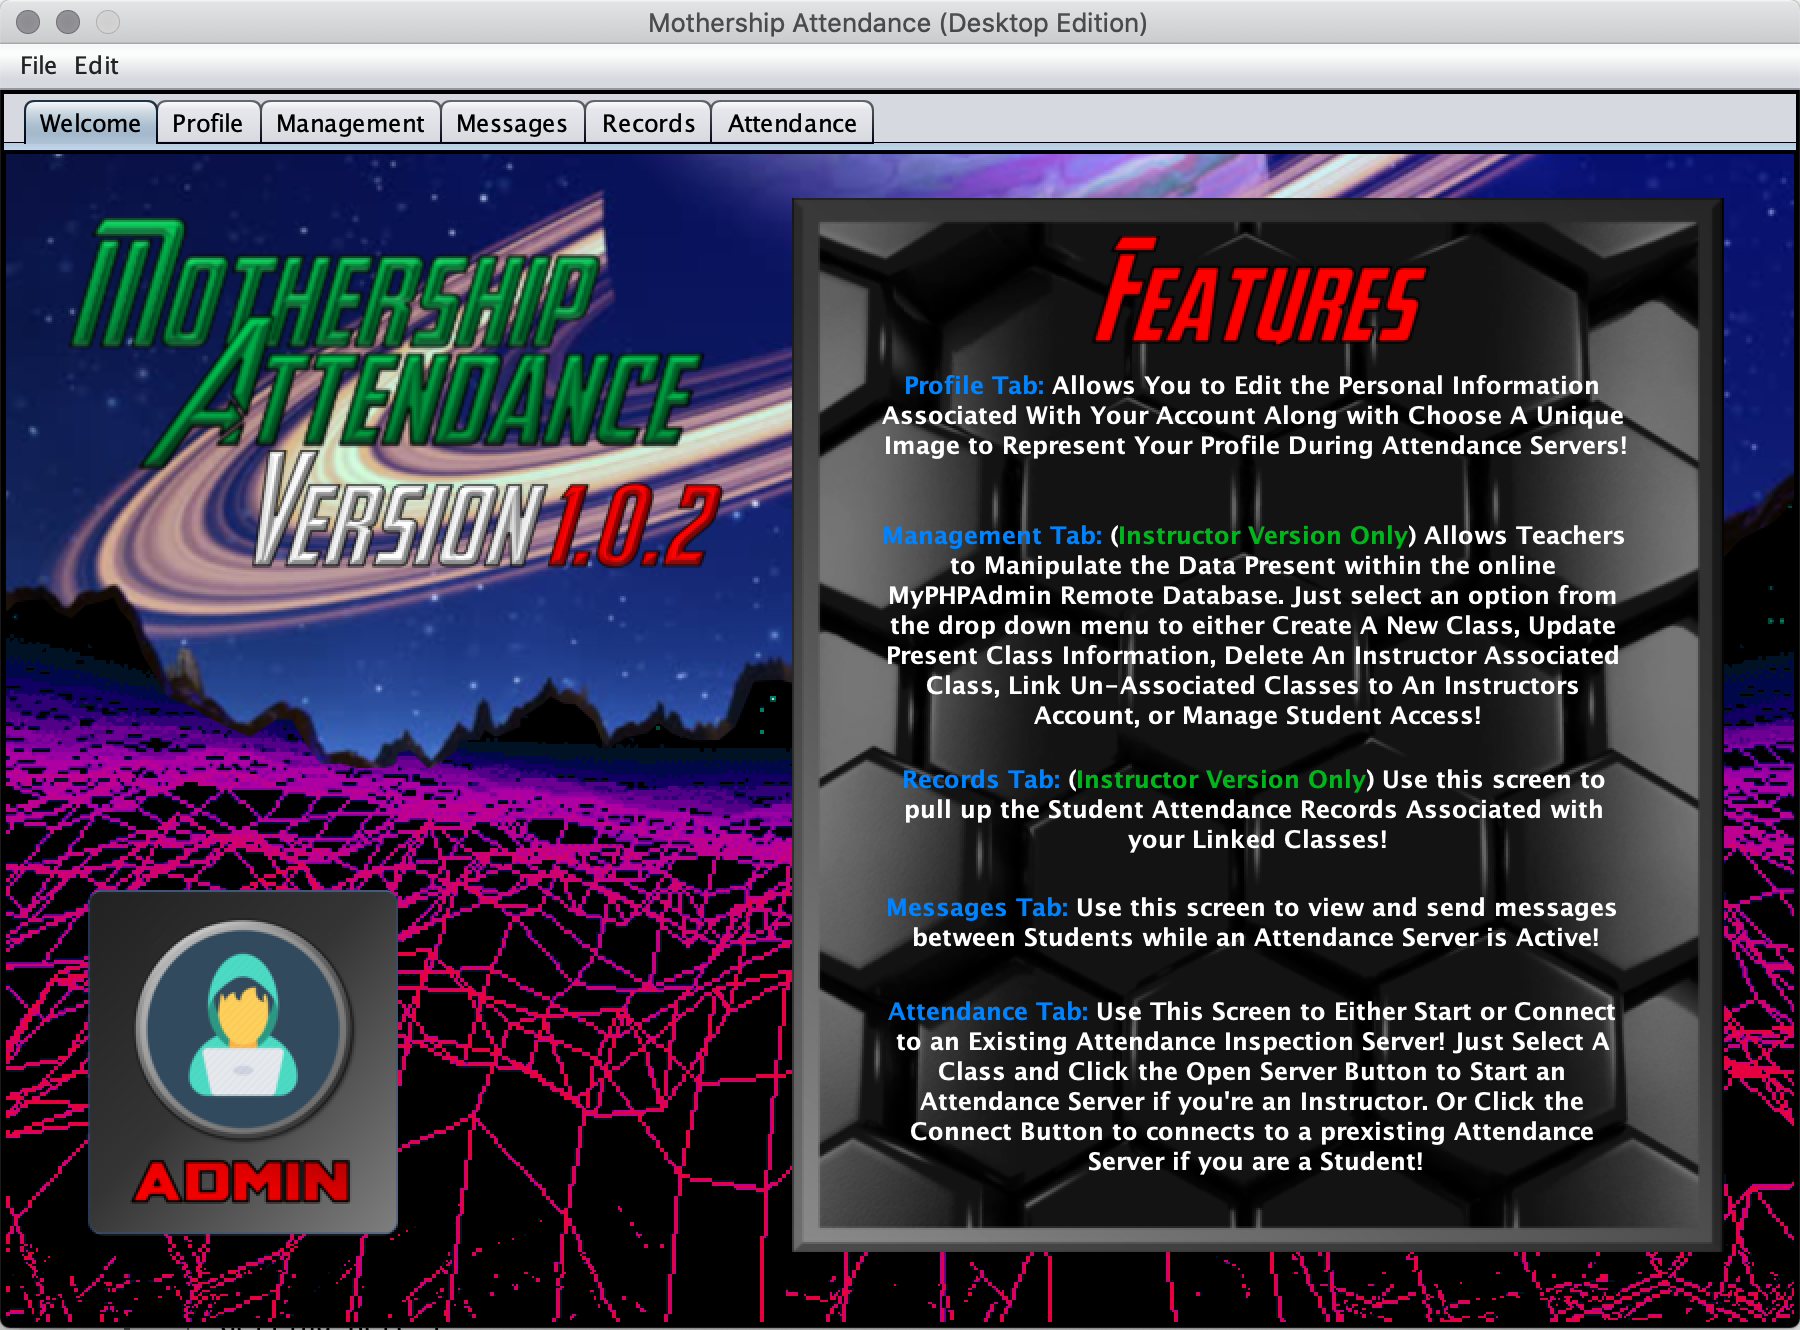 Mothership Attendance (Desktop Edition)
File Edit
Welcome Profile Management Messages Records Attendance
Mothership
Attendance
Version 1.0.2
Admin
Features
Profile Tab: Allows You to Edit the Personal Information
Associated With Your Account Along with Choose A Unique
Image to Represent Your Profile During Attendance Servers!
Management Tab: (Instructor Version Only) Allows Teachers
to Manipulate the Data Present within the online
MyPHPAdmin Remote Database. Just select an option from
the drop down menu to either Create A New Class, Update
Present Class Information, Delete An Instructor Associated
Class, Link Un-Associated Classes to An Instructors
Account, or Manage Student Access!
Records Tab: (Instructor Version Only) Use this screen to
pull up the Student Attendance Records Associated with
your Linked Classes!
Messages Tab: Use this screen to view and send messages
between Students while an Attendance Server is Active!
Attendance Tab: Use This Screen to Either Start or Connect
to an Existing Attendance Inspection Server! Just Select A
Class and Click the Open Server Button to Start an
Attendance Server if you're an Instructor. Or Click the
Connect Button to connects to a prexisting Attendance
Server if you are a Student!